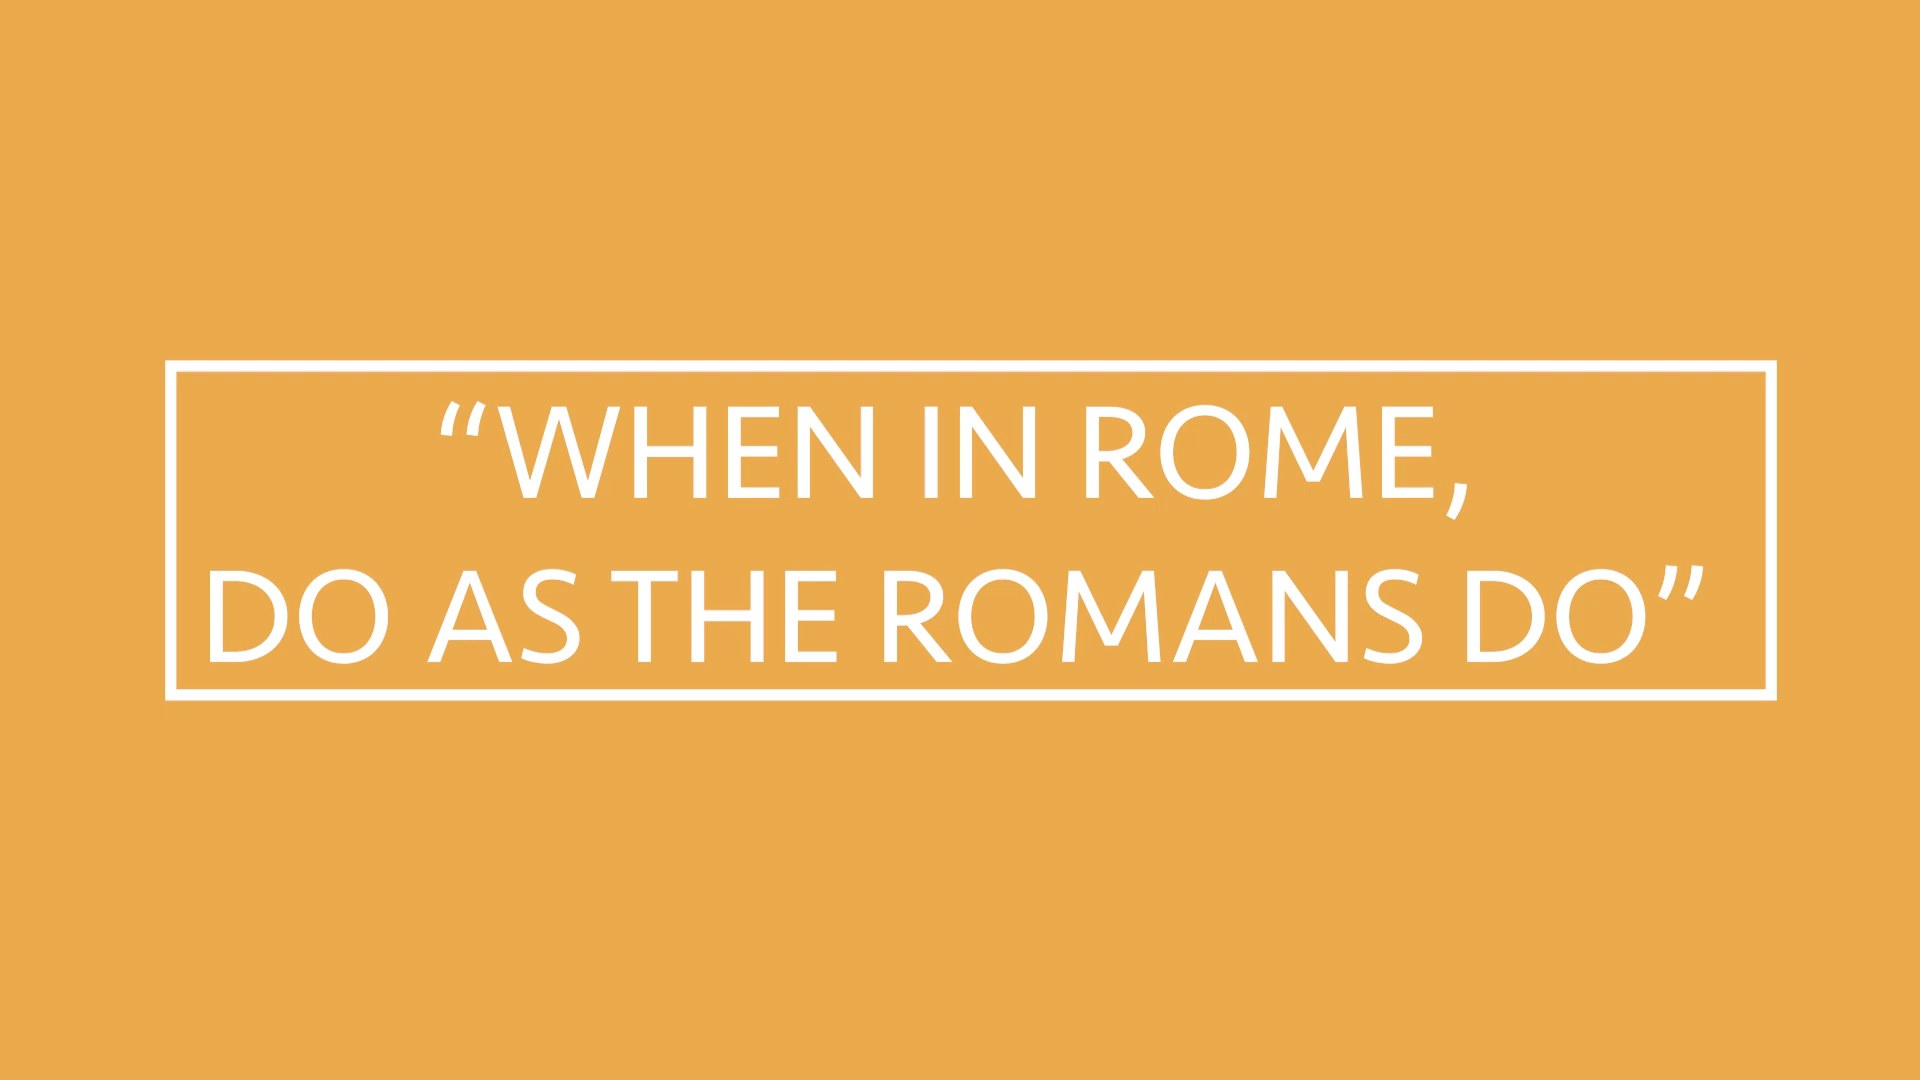 “WHEN IN ROME,
DO AS THE ROMANS DO”